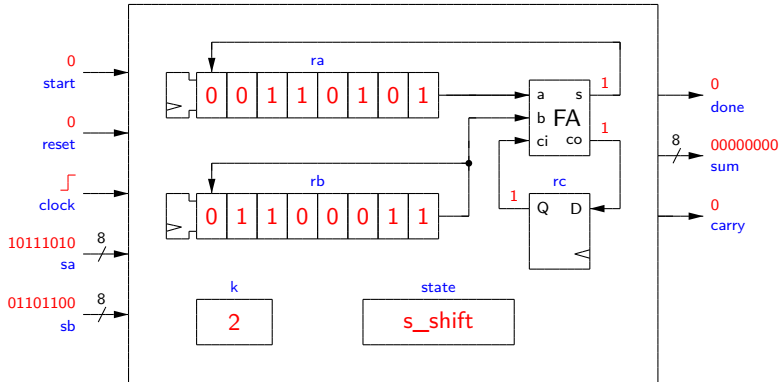 0
start
0
reset
clock
10111010
8
sa
01101100
8
sb
ra
0 0 1 1 0 1 0 1
rb
0 1 1 0 0 0 1 1
a s
b FA
ci co
1
1
rc
1
Q D
k
2
state
s_shift
0
done
8
00000000
sum
0
carry